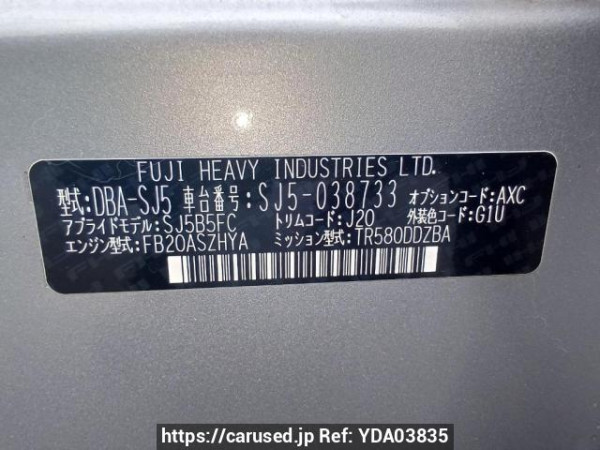 FUJI HEAVY INDUSTRIES LTD.
型式:DBA-SJ5 車台番号:SJ5-038733 オプションコード:AXC
アプライドモデル:SJ5B5FC トリムコード:J20 外装色コード:G1U
エンジン型式:FB20ASZHYA ミッション型式:TR580DDZBA
https://carused.jp Ref: YDA03835